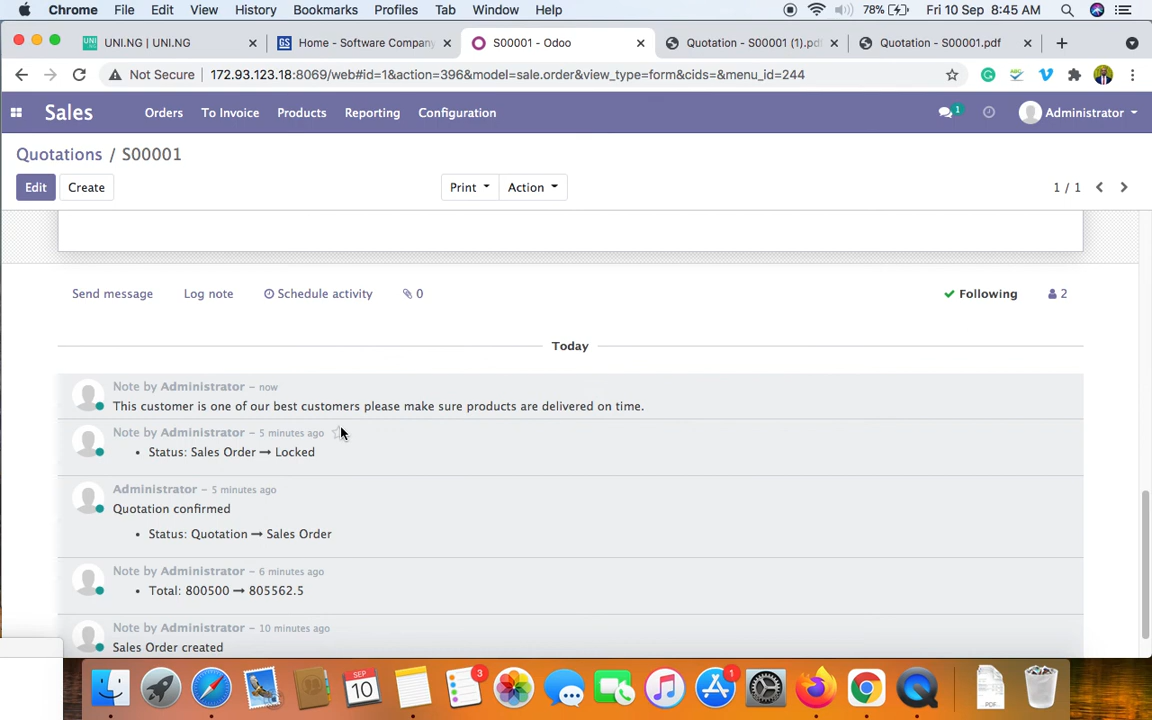 Chrome File Edit View History Bookmarks Profiles Tab Window Help 78% Fri 10 Sep 8:45 AM
UNI.NG | UNI.NG Home - Software Company S00001 - Odoo Quotation - S00001 (1).pdf Quotation - S00001.pdf
Not Secure 172.93.123.18:8069/web#id=1&action=396&model=sale.order&view_type=form&cids=&menu_id=244
Sales Orders To Invoice Products Reporting Configuration 1 Administrator
Quotations / S00001
Edit Create Print Action 1 / 1
Send message Log note Schedule activity 0 Following 2
Today
Note by Administrator – now
This customer is one of our best customers please make sure products are delivered on time.
Note by Administrator – 5 minutes ago
• Status: Sales Order → Locked
Administrator – 5 minutes ago
Quotation confirmed
• Status: Quotation → Sales Order
Note by Administrator – 6 minutes ago
• Total: 800500 → 805562.5
Note by Administrator – 10 minutes ago
Sales Order created
SEP 10 3 1 PDF